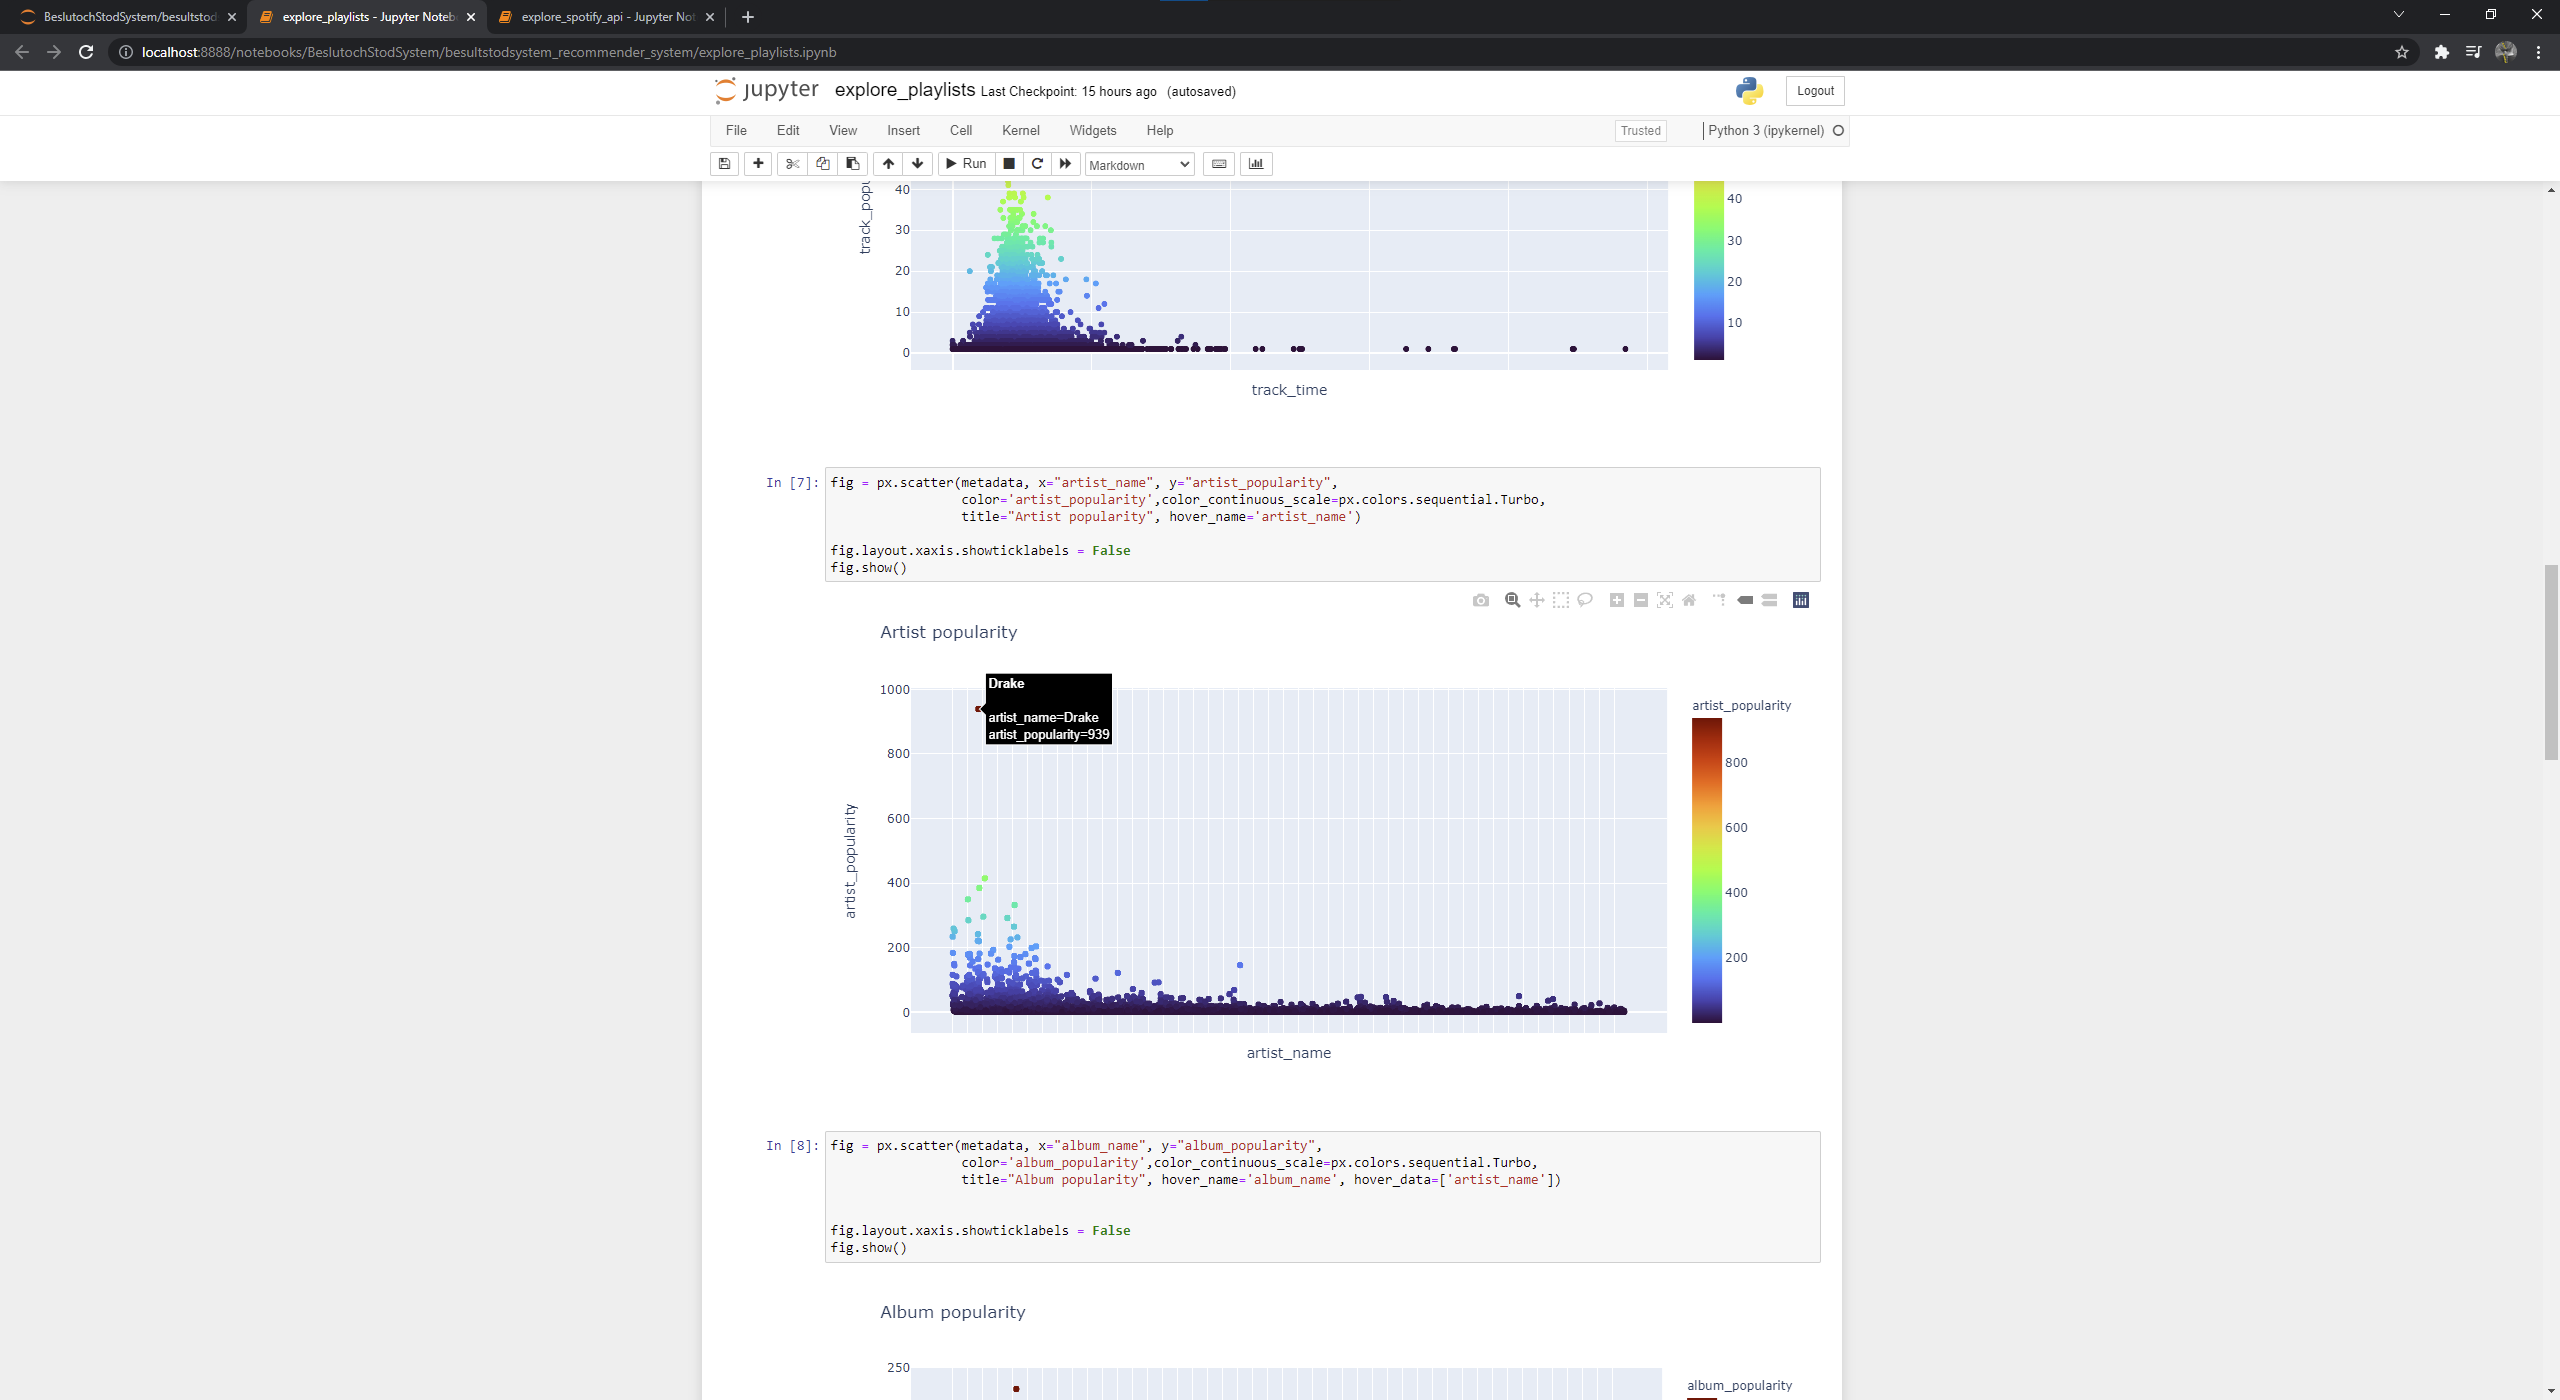 BeslutochStodSystem/besultstod
explore_playlists - Jupyter Noteb
explore_spotify_api - Jupyter Not
localhost:8888/notebooks/BeslutochStodSystem/besultstodsystem_recommender_system/explore_playlists.ipynb
jupyter explore_playlists Last Checkpoint: 15 hours ago (autosaved)
Logout
File Edit View Insert Cell Kernel Widgets Help
Trusted
Python 3 (ipykernel)
Run
Markdown
track_popu
40
30
20
10
0
40
30
20
10
track_time
In [7]:
fig = px.scatter(metadata, x="artist_name", y="artist_popularity",
color='artist_popularity',color_continuous_scale=px.colors.sequential.Turbo,
title="Artist popularity", hover_name='artist_name')
fig.layout.xaxis.showticklabels = False
fig.show()
Artist popularity
1000
800
600
400
200
0
artist_popularity
Drake
artist_name=Drake
artist_popularity=939
artist_popularity
800
600
400
200
artist_name
In [8]:
fig = px.scatter(metadata, x="album_name", y="album_popularity",
color='album_popularity',color_continuous_scale=px.colors.sequential.Turbo,
title="Album popularity", hover_name='album_name', hover_data=['artist_name'])
fig.layout.xaxis.showticklabels = False
fig.show()
Album popularity
250
album_popularity